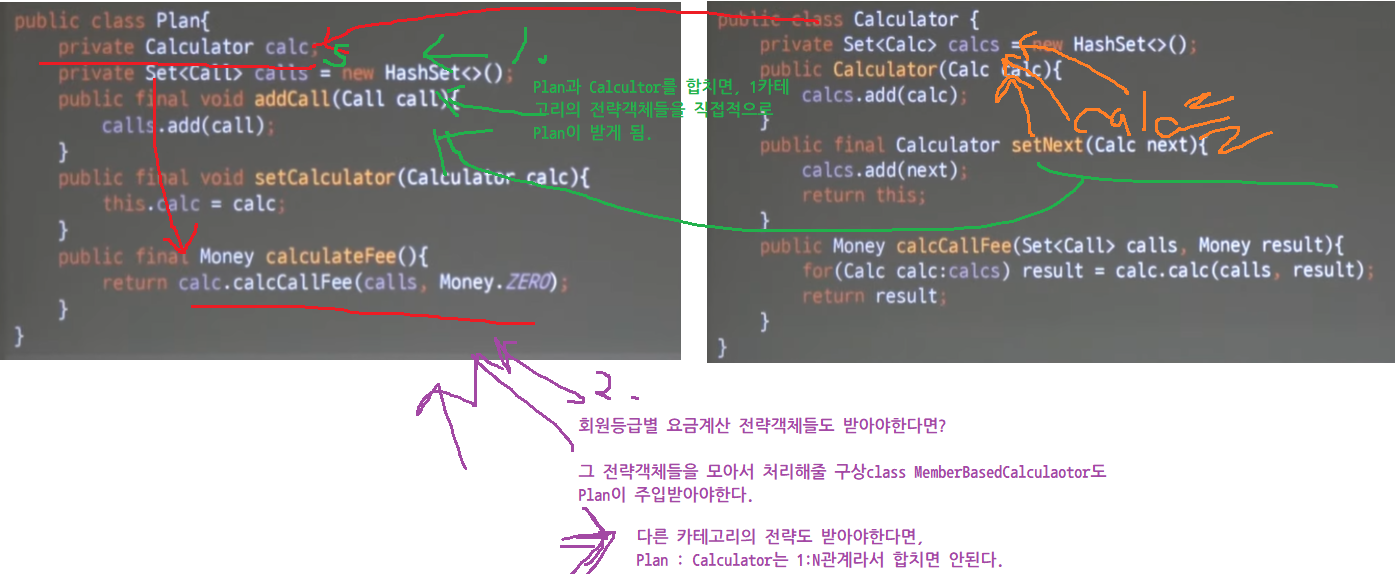 public class Plan{
private Calculator calc;
private Set<Call> calls = new HashSet<>();
public final void addCall(Call call){
calls.add(call);
}
public final void setCalculator(Calculator calc){
this.calc = calc;
}
public final Money calculateFee(){
return calc.calcCallFee(calls, Money.ZERO);
}
}
5
1.
Plan과 Calcultor를 합치면, 1카테
고리의 전략객체들을 직접적으로
Plan이 받게 됨.
public class Calculator {
private Set<Calc> calcs = new HashSet<>();
public Calculator(Calc calc){
calcs.add(calc);
}
public final Calculator setNext(Calc next){
calcs.add(next);
return this;
}
public Money calcCallFee(Set<Call> calls, Money result){
for(Calc calc:calcs) result = calc.calc(calls, result);
return result;
}
}
calc
2.
회원등급별 요금계산 전략객체들도 받아야한다면?
그 전략객체들을 모아서 처리해줄 구상class MemberBasedCalculaotor도
Plan이 주입받아야한다.
다른 카테고리의 전략도 받아야한다면,
Plan : Calculator는 1:N관계라서 합치면 안된다.